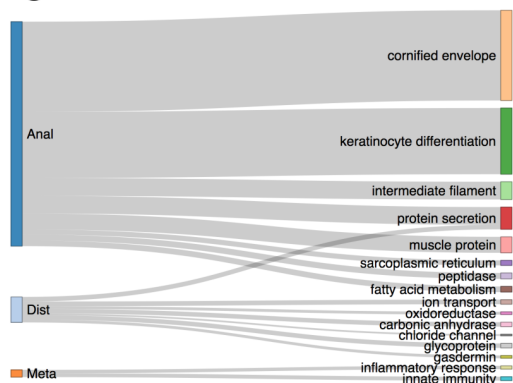 cornified envelope
Anal
keratinocyte differentiation
intermediate filament
protein secretion
muscle protein
sarcoplasmic reticulum
peptidase
fatty acid metabolism
ion transport
Dist
oxidoreductase
carbonic anhydrase
chloride channel
glycoprotein
gasdermin
inflammatory response
Meta
innate immunity